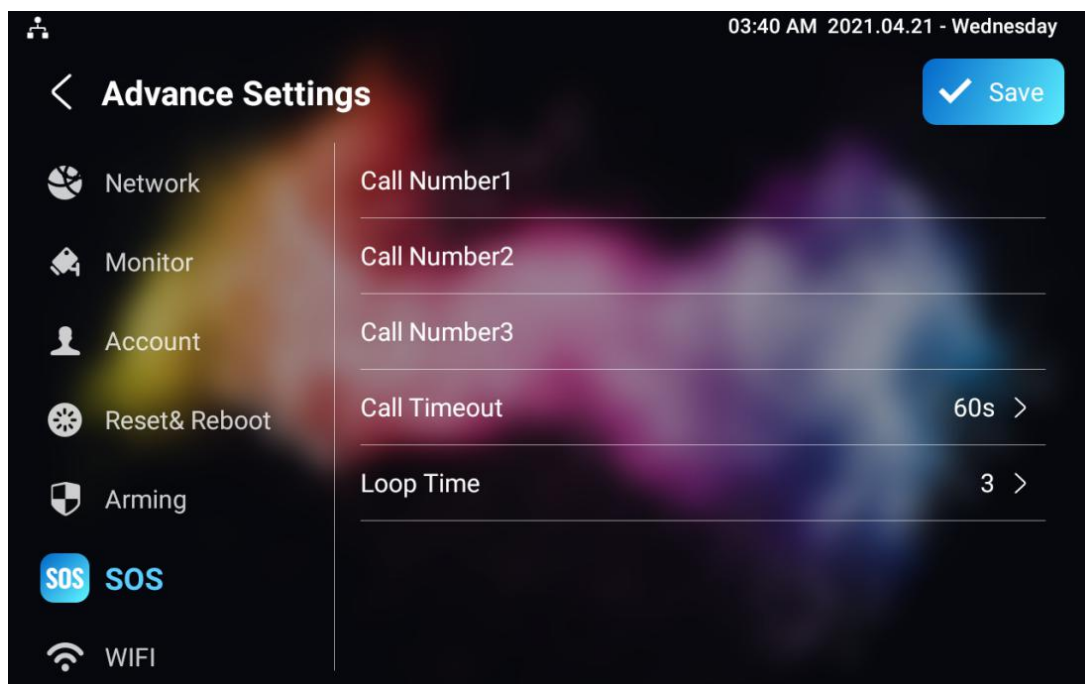 03:40 AM 2021.04.21 - Wednesday
Advance Settings
Save
Network
Monitor
Account
Reset& Reboot
Arming
SOS SOS
WIFI
Call Number1
Call Number2
Call Number3
Call Timeout 60s
Loop Time 3